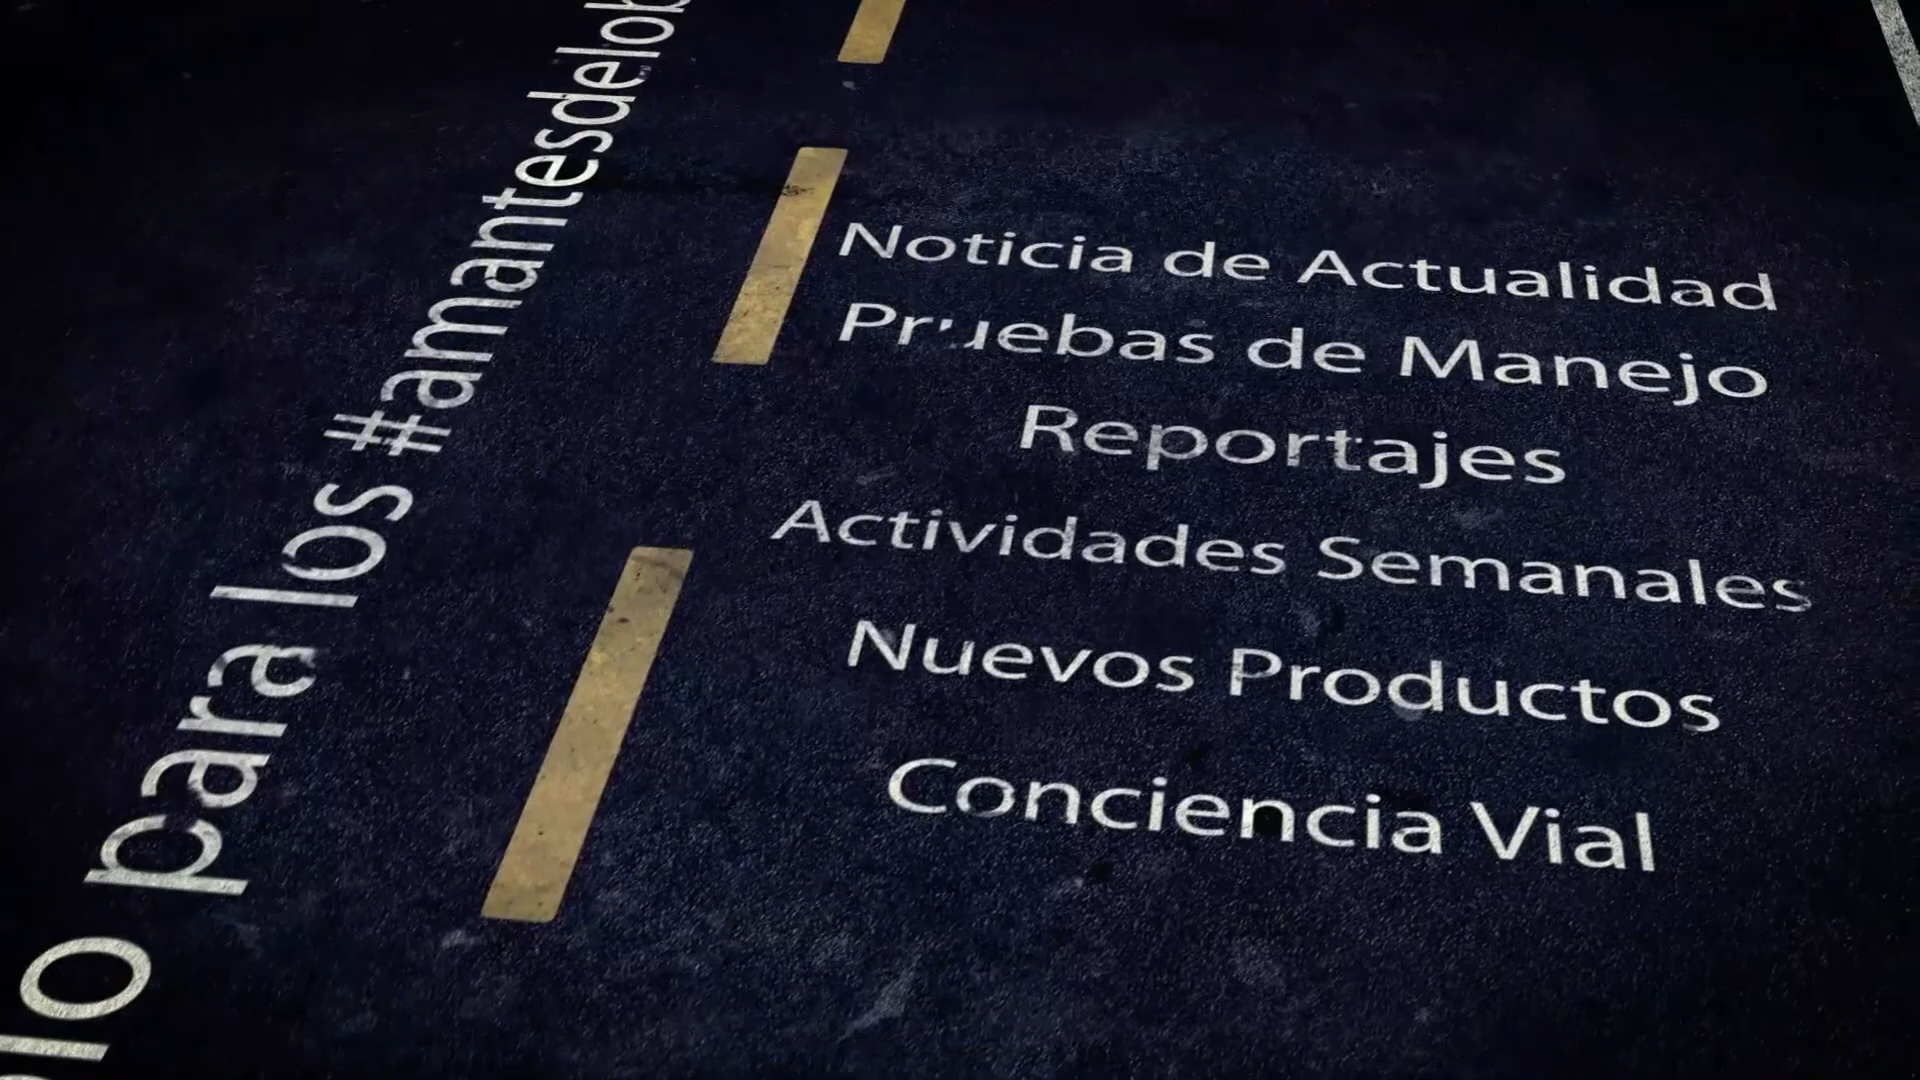 para los #amantesdelo
Noticia de Actualidad
Pruebas de Manejo
Reportajes
Actividades Semanales
Nuevos Productos
Conciencia Vial